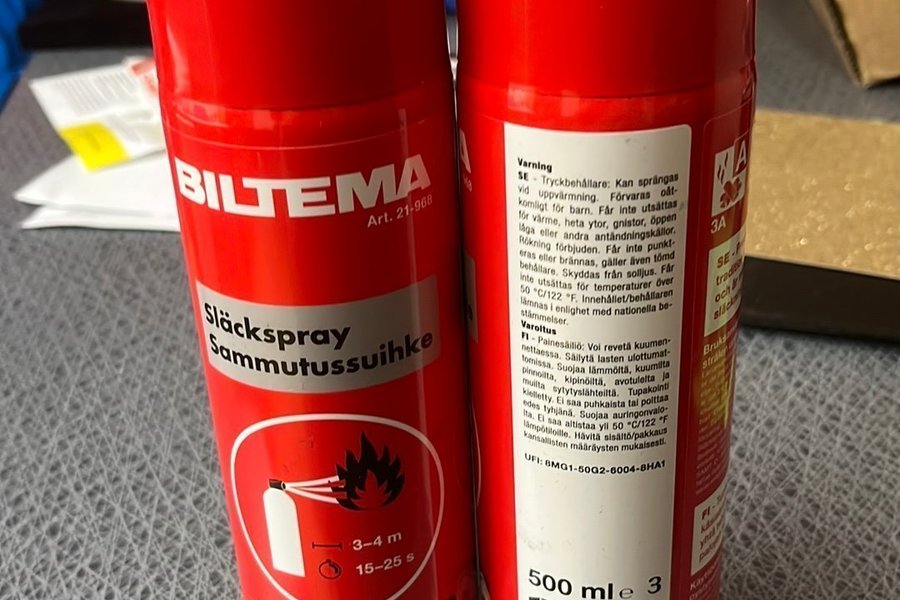 BILTEMA
Art. 21-968
Släckspray
Sammutussuihke
3–4 m
15–25 s
Varning
SE - Tryckbehållare: Kan sprängas
vid uppvärmning. Förvaras oåt-
komligt för barn. Får inte utsättas
för värme, heta ytor, gnistor, öppen
låga eller andra antändningskällor.
Rökning förbjuden. Får inte punkt-
eras eller brännas, gäller även tömd
behållare. Skyddas från solljus. Får
inte utsättas för temperaturer över
50 °C/122 °F. Innehållet/behållaren
lämnas i enlighet med nationella be-
stämmelser.
Varoitus
FI - Painesäiliö: Voi revetä kuumen-
nettaessa. Säilytä lasten ulottumat-
tomissa. Suojaa lämmöltä, kuumilta
pinnoilta, kipinöiltä, avotulelta ja
muilta sytytyslähteiltä. Tupakointi
kielletty. Ei saa puhkaista tai polttaa
edes tyhjänä. Suojaa auringonvalo-
lta. Ei saa altistaa yli 50 °C/122 °F
lämpötiloille. Hävitä sisältö/pakkaus
kansallisten määräysten mukaisesti.
UFI: 8MG1-50G2-6004-8HA1
500 ml e 3
A
3A
SE - 
och
FI -